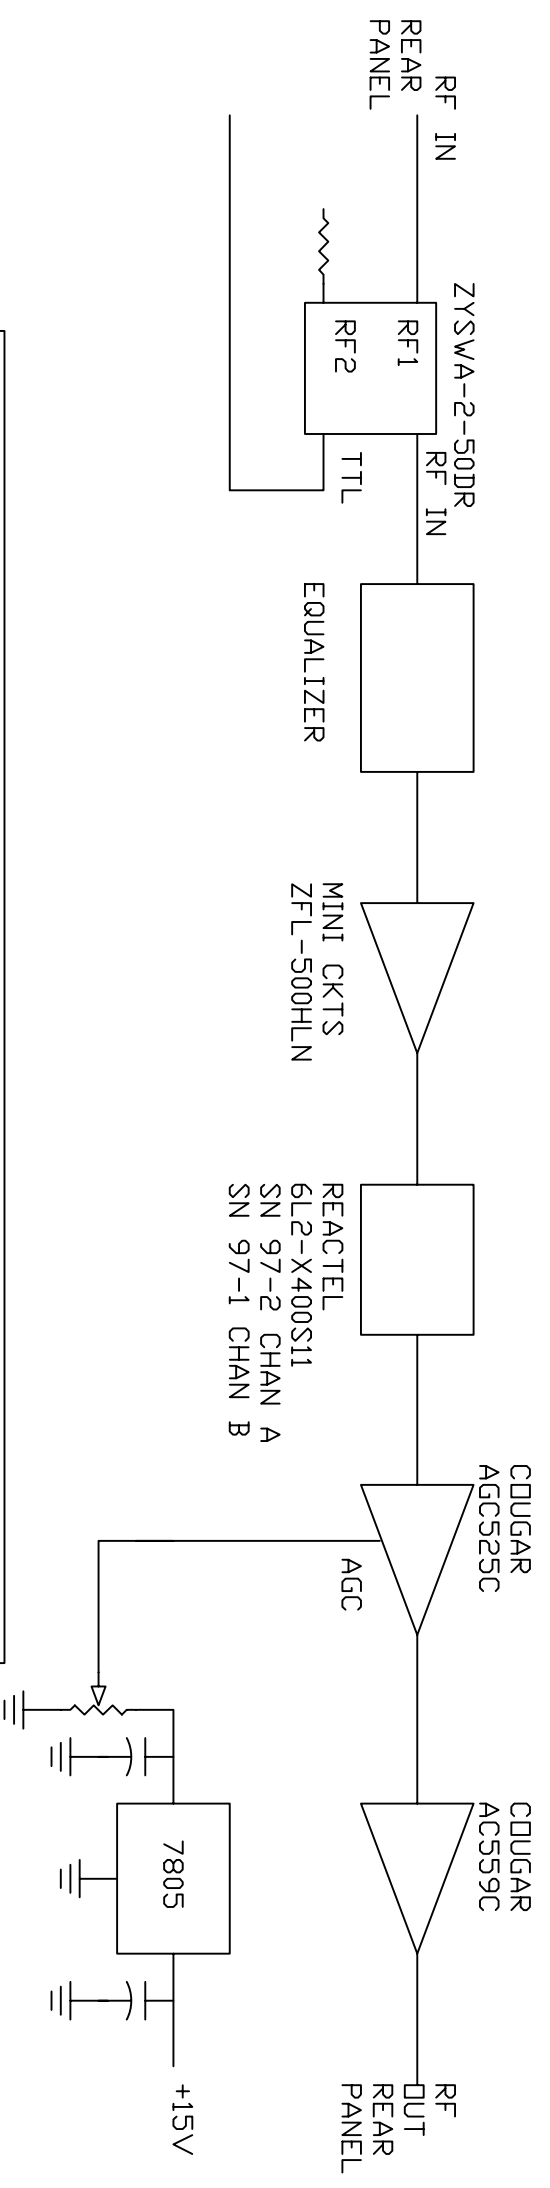 RF IN
REAR
PANEL
ZYSWA-2-50DR
RF1
RF2
RF IN
TTL
EQUALIZER
MINI CKTS
ZFL-500HLN
REACTEL
6L2-X400S11
SN 97-2 CHAN A
SN 97-1 CHAN B
COUGAR
AGC525C
AGC
7805
+15V
COUGAR
AC559C
RF
OUT
REAR
PANEL